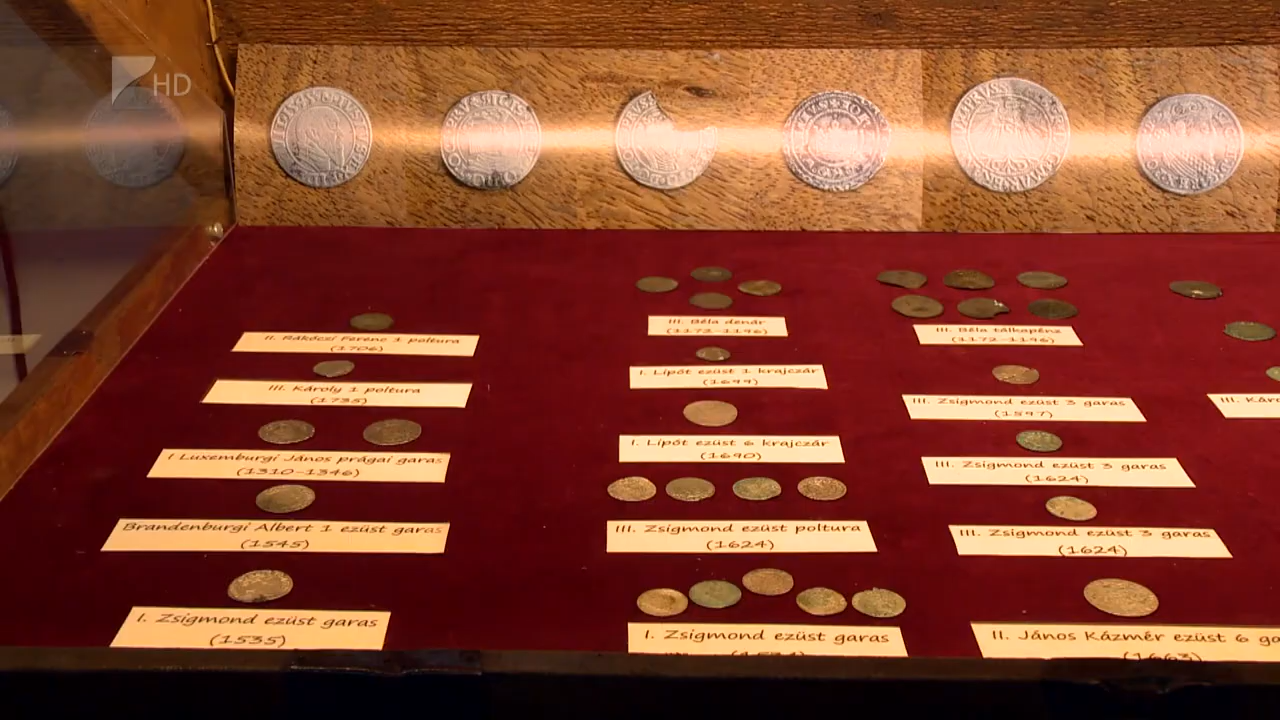 HD
II. Rákóczi Ferenc 1 poltura
(1706)
III. Károly 1 poltura
(1735)
I Luxemburgi János prágai garas
(1310-1346)
Brandenburgi Albert 1 ezüst garas
(1545)
I. Zsigmond ezüst garas
(1535)
III. Béla denár
(1172-1196)
I. Lipót ezüst 1 krajczár
(1699)
I. Lipót ezüst 6 krajczár
(1690)
III. Zsigmond ezüst poltura
(1624)
I. Zsigmond ezüst garas
III. Béla tálkapénz
(1172-1196)
III. Zsigmond ezüst 3 garas
(1597)
III. Zsigmond ezüst 3 garas
(1624)
III. Zsigmond ezüst 3 garas
(1624)
II. János Kázmér ezüst 6 ga
(1663)
III. Káro